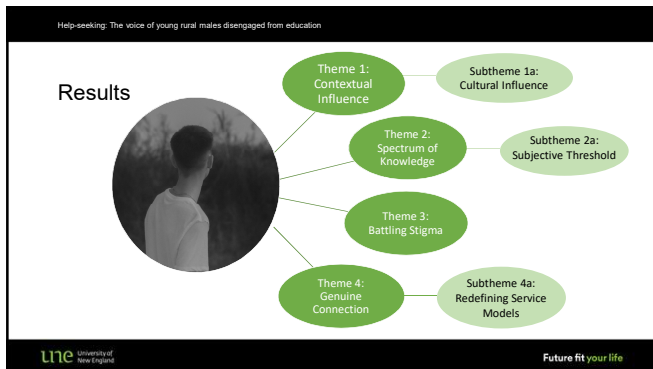 Help-seeking: The voice of young rural males disengaged from education
Results
Theme 1:
Contextual
Influence
Subtheme 1a:
Cultural Influence
Theme 2:
Spectrum of
Knowledge
Subtheme 2a:
Subjective Threshold
Theme 3:
Battling Stigma
Theme 4:
Genuine
Connection
Subtheme 4a:
Redefining Service
Models
une
University of
New England
Future fit your life